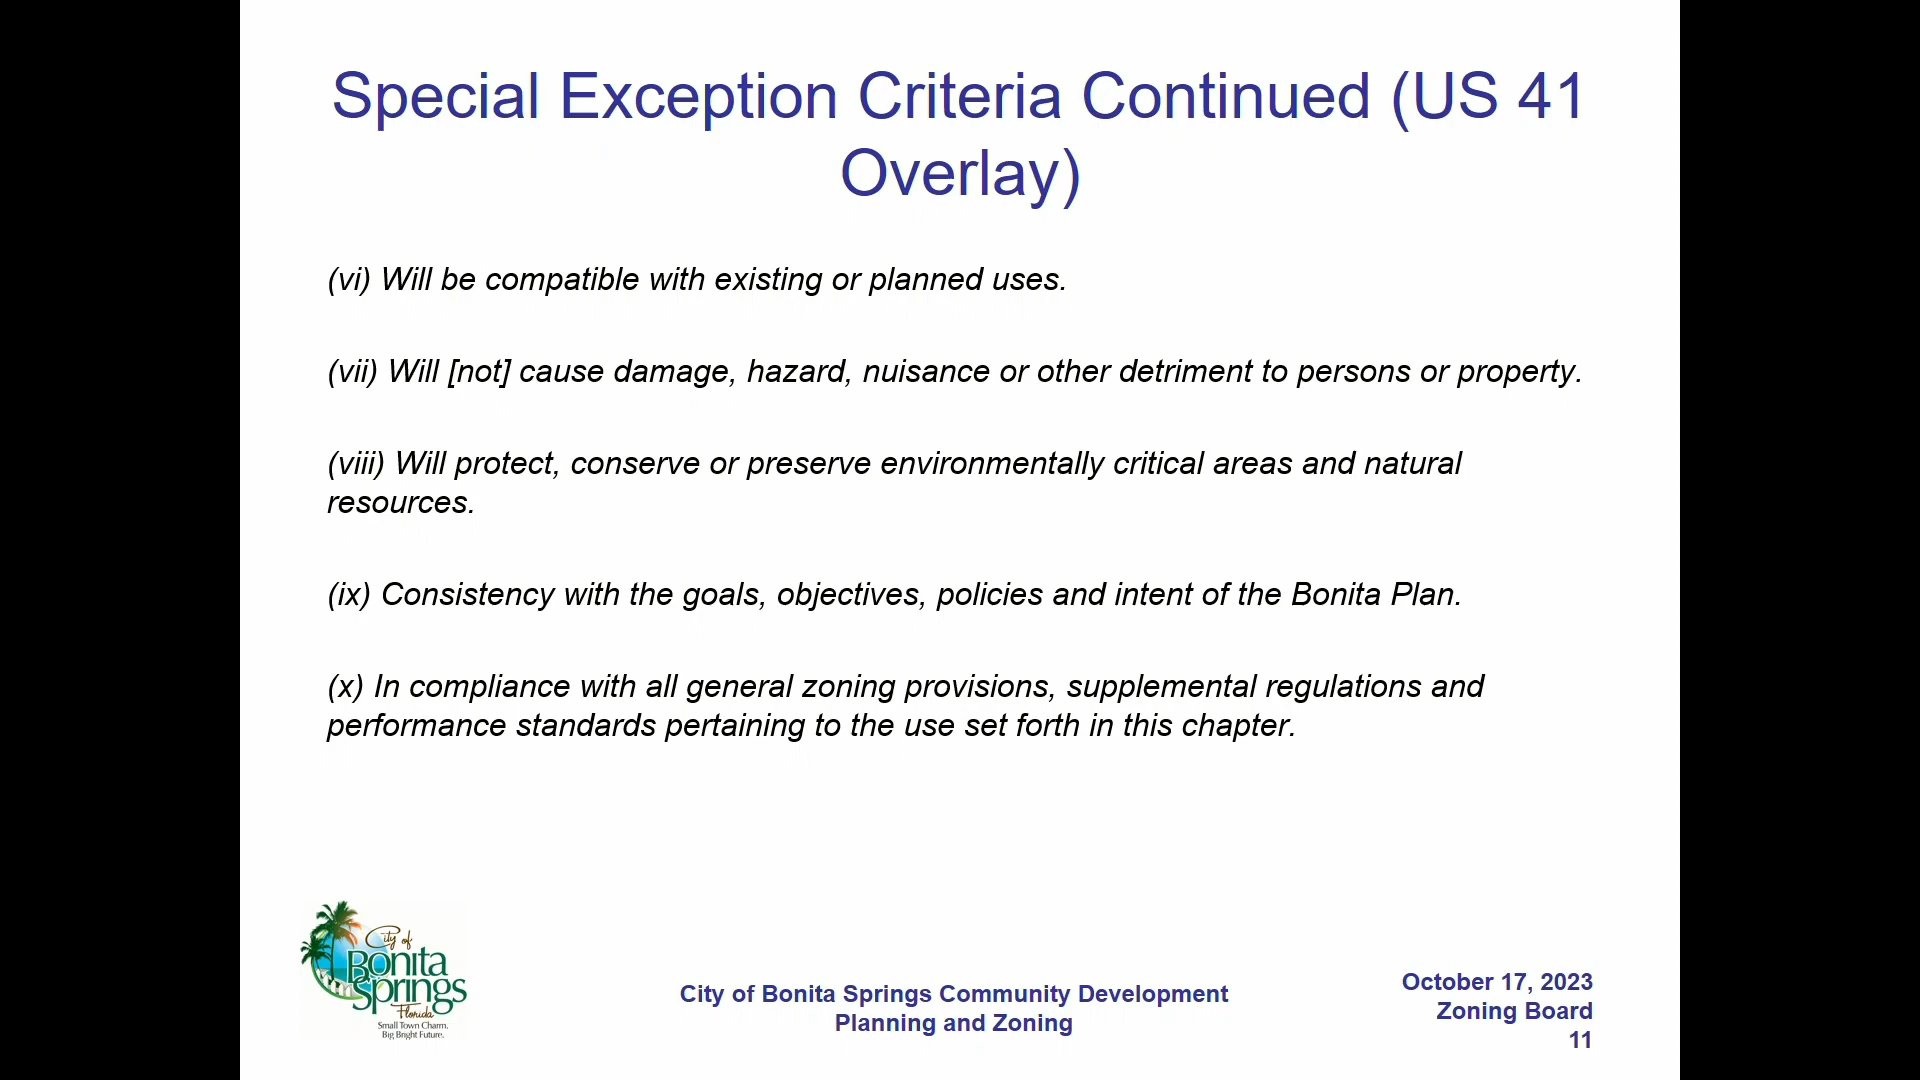 Special Exception Criteria Continued (US 41
Overlay)
(vi) Will be compatible with existing or planned uses.
(vii) Will [not] cause damage, hazard, nuisance or other detriment to persons or property.
(viii) Will protect, conserve or preserve environmentally critical areas and natural
resources.
(ix) Consistency with the goals, objectives, policies and intent of the Bonita Plan.
(x) In compliance with all general zoning provisions, supplemental regulations and
performance standards pertaining to the use set forth in this chapter.
City of
Bonita
Springs
Florida
Small Town Charm.
Big Bright Future.
City of Bonita Springs Community Development
Planning and Zoning
October 17, 2023
Zoning Board
11